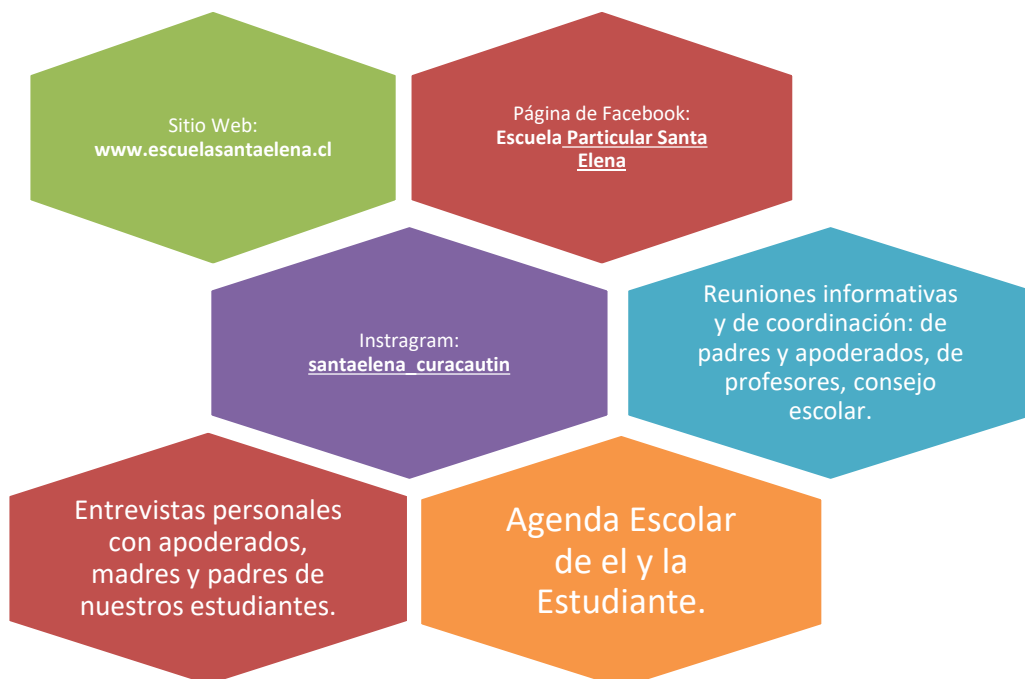 Sitio Web:
www.escuelasantaelena.cl
Página de Facebook:
Escuela Particular Santa
Elena
Instragram:
santaelena_curacautin
Reuniones informativas
y de coordinación: de
padres y apoderados, de
profesores, consejo
escolar.
Entrevistas personales
con apoderados,
madres y padres de
nuestros estudiantes.
Agenda Escolar
de el y la
Estudiante.